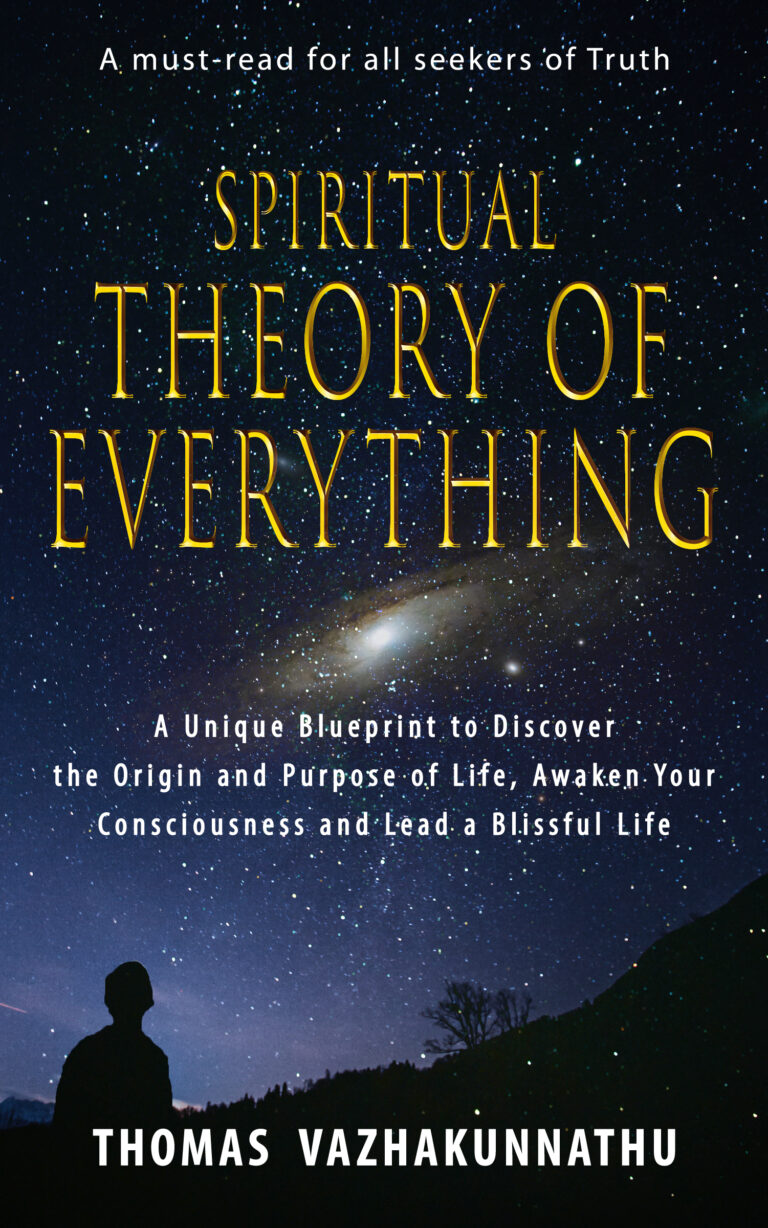 A must-read for all seekers of Truth
SPIRITUAL
THEORY OF
EVERYTHING
A Unique Blueprint to Discover
the Origin and Purpose of Life, Awaken Your
Consciousness and Lead a Blissful Life
THOMAS VAZHAKUNNATHU